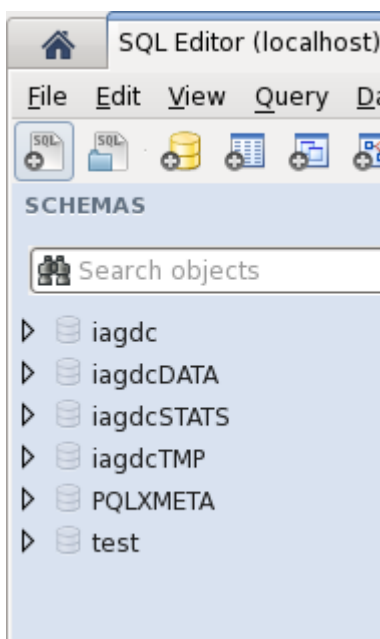 SQL Editor (localhost)
File Edit View Query
SQL SQL
SCHEMAS
Search objects
iagdc
iagdcDATA
iagdcSTATS
iagdcTMP
PQLXMETA
test